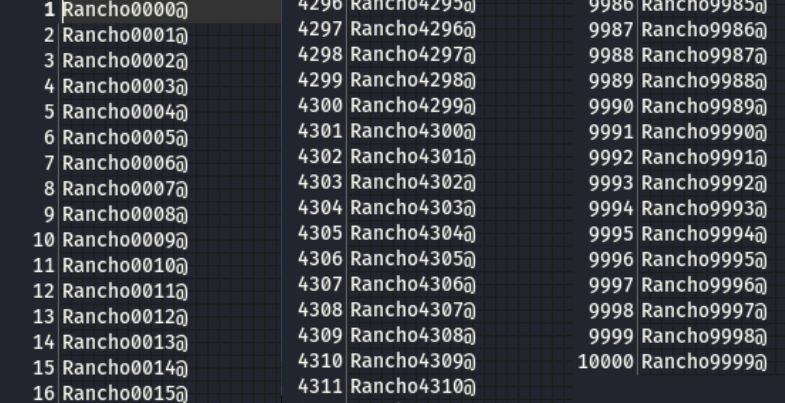 1 Rancho0000@
2 Rancho0001@
3 Rancho0002@
4 Rancho0003@
5 Rancho0004@
6 Rancho0005@
7 Rancho0006@
8 Rancho0007@
9 Rancho0008@
10 Rancho0009@
11 Rancho0010@
12 Rancho0011@
13 Rancho0012@
14 Rancho0013@
15 Rancho0014@
16 Rancho0015@
4296 Rancho4295@
4297 Rancho4296@
4298 Rancho4297@
4299 Rancho4298@
4300 Rancho4299@
4301 Rancho4300@
4302 Rancho4301@
4303 Rancho4302@
4304 Rancho4303@
4305 Rancho4304@
4306 Rancho4305@
4307 Rancho4306@
4308 Rancho4307@
4309 Rancho4308@
4310 Rancho4309@
4311 Rancho4310@
9986 Rancho9985@
9987 Rancho9986@
9988 Rancho9987@
9989 Rancho9988@
9990 Rancho9989@
9991 Rancho9990@
9992 Rancho9991@
9993 Rancho9992@
9994 Rancho9993@
9995 Rancho9994@
9996 Rancho9995@
9997 Rancho9996@
9998 Rancho9997@
9999 Rancho9998@
10000 Rancho9999@